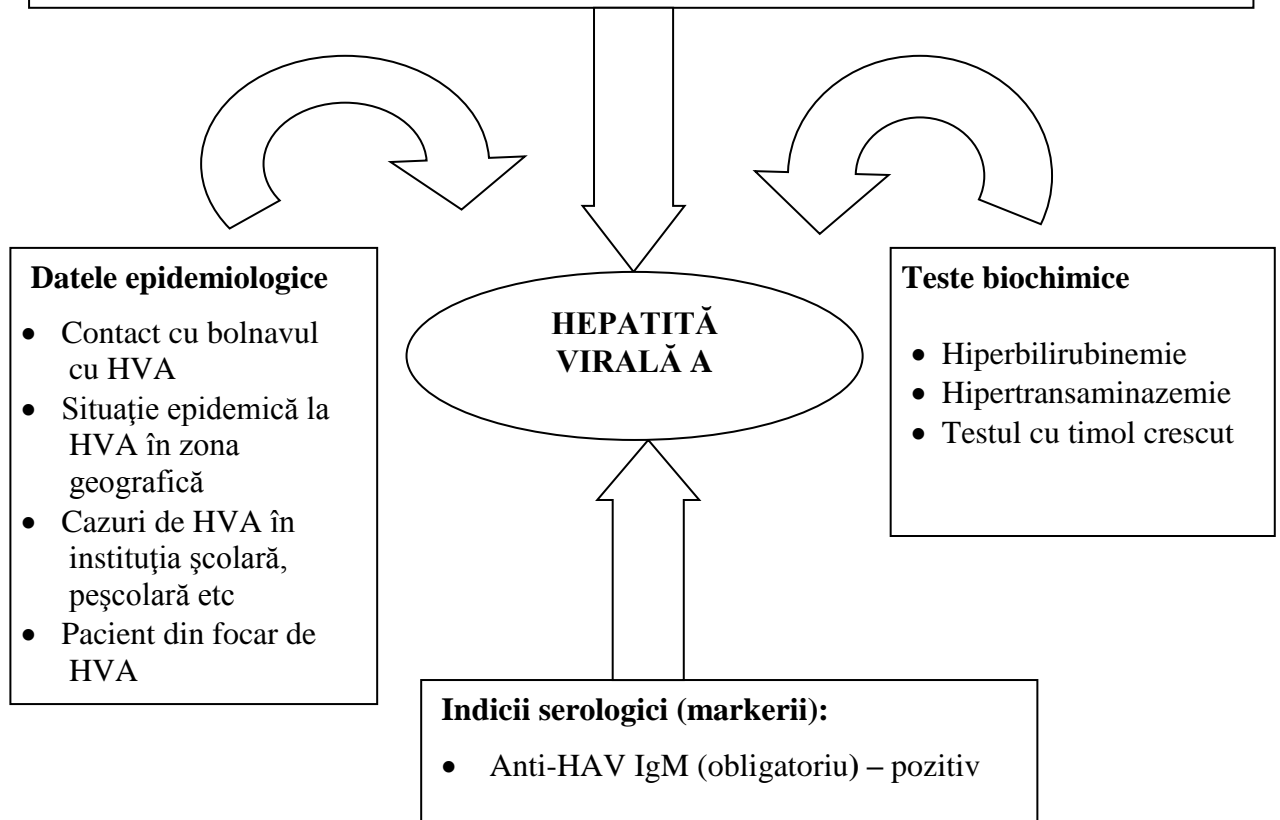 Datele epidemiologice
• Contact cu bolnavul
cu HVA
• Situaţie epidemică la
HVA în zona
geografică
• Cazuri de HVA în
instituţia şcolară,
peşcolară etc
• Pacient din focar de
HVA
HEPATITĂ
VIRALĂ A
Teste biochimice
• Hiperbilirubinemie
• Hipertransaminazemie
• Testul cu timol crescut
Indicii serologici (markerii):
• Anti-HAV IgM (obligatoriu) – pozitiv